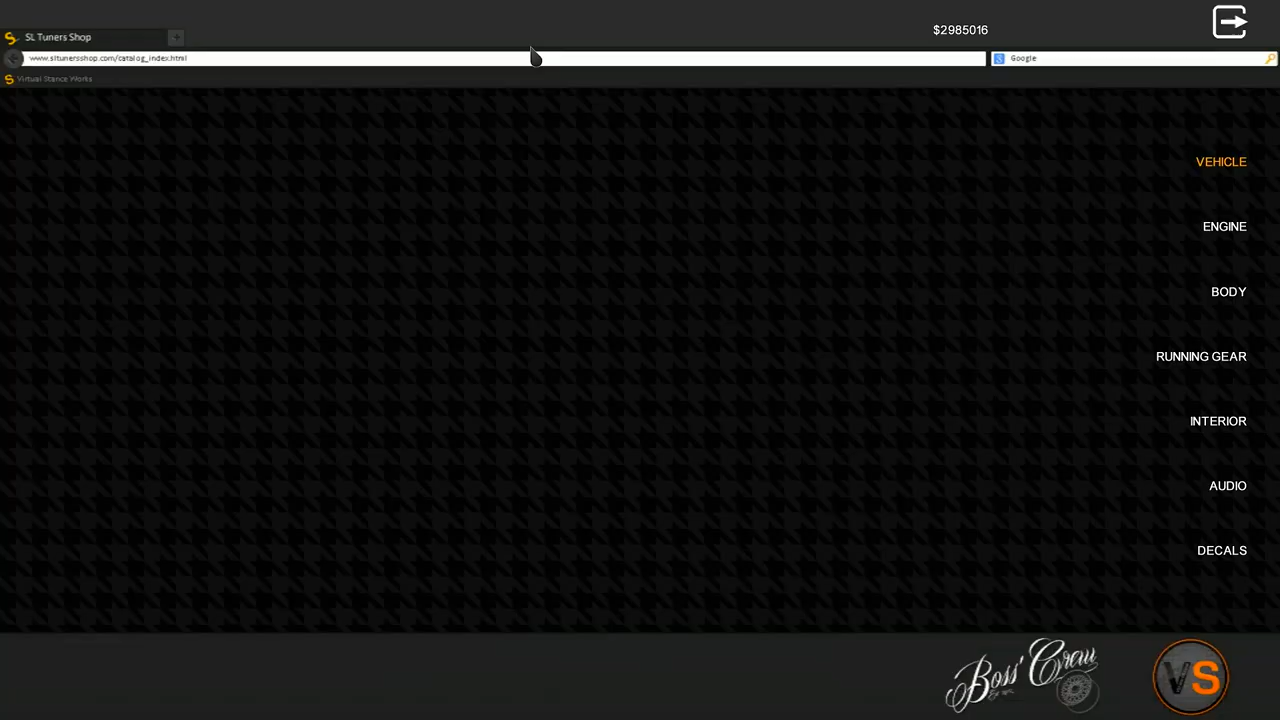 $2985016
SL Tuners Shop
www.sltunersshop.com/catalog_index.html
Google
Virtual Stance Works
VEHICLE
ENGINE
BODY
RUNNING GEAR
INTERIOR
AUDIO
DECALS
Boss' Crew
VS